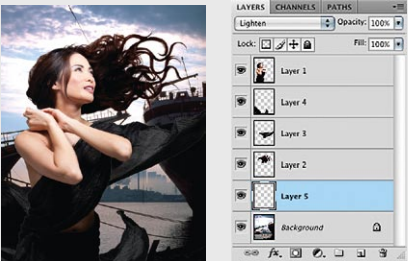 LAYERS CHANNELS PATHS
Lighten Opacity: 100%
Lock: Fill: 100%
Layer 1
Layer 4
Layer 3
Layer 2
Layer 5
Background
fx.